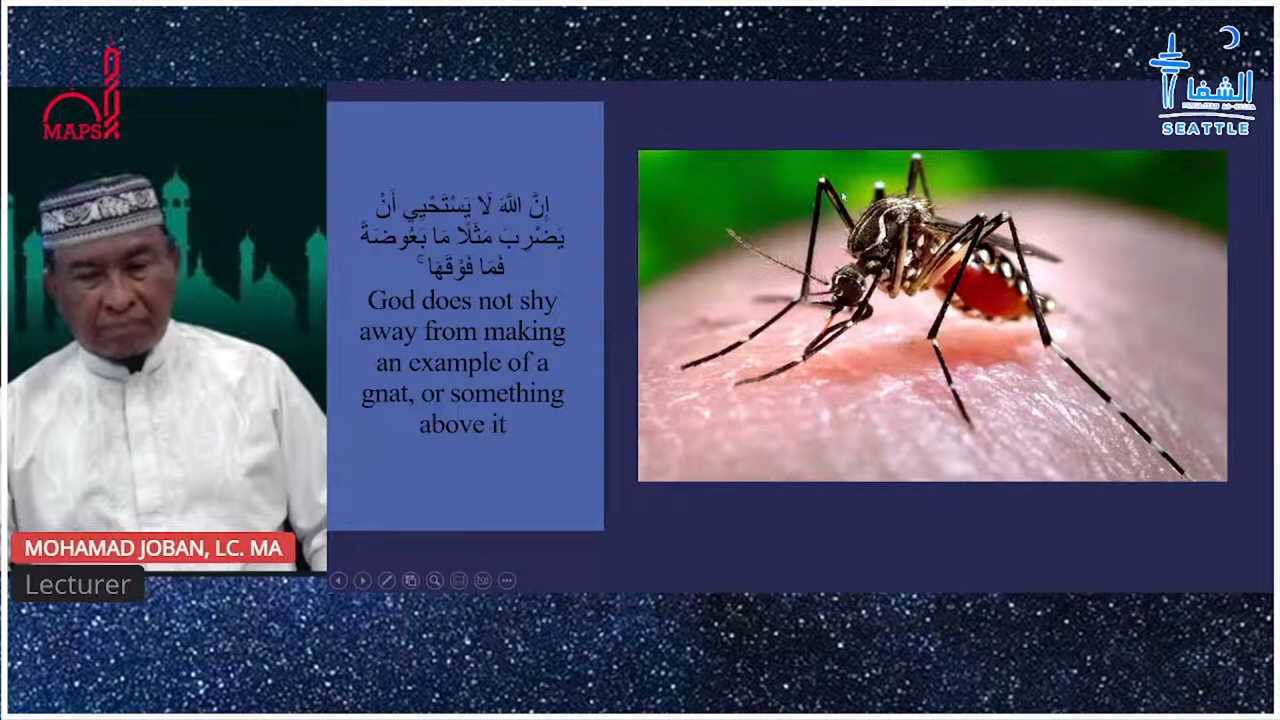 MAPS
الشفاء
SEATTLE
إِنَّ اللَّهَ لَا يَسْتَحْيِي أَنْ
يَضْرِبَ مَثَلًا مَا بَعُوضَةً
فَمَا فَوْقَهَا ۚ
God does not shy
away from making
an example of a
gnat, or something
above it
MOHAMAD JOBAN, LC. MA
Lecturer